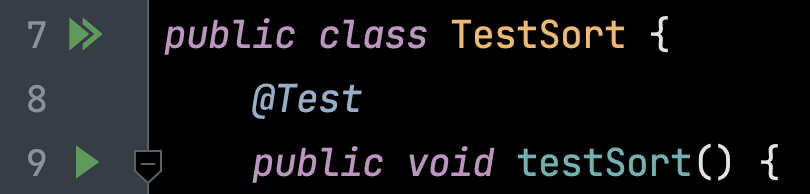 7 public class TestSort {
8 @Test
9 public void testSort() {